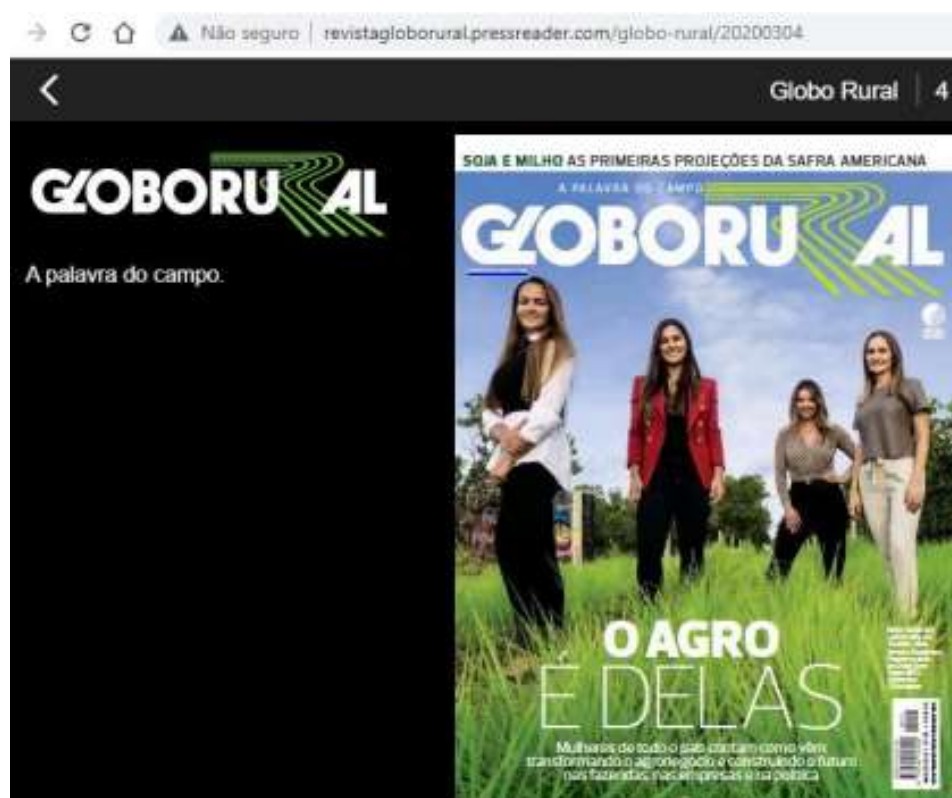 Não seguro | revistagloborural.pressreader.com/globo-rural/20200304
Globo Rural | 4
GLOBORURAL
A palavra do campo.
SOJA E MILHO AS PRIMEIRAS PROJEÇÕES DA SAFRA AMERICANA
A PALAVRA DO CAMPO
GLOBORURAL
O AGRO
É DELAS
Mulheres de todo o país contam como vêm
transformando o agronegócio e construindo o futuro
nas fazendas, nas empresas e na política